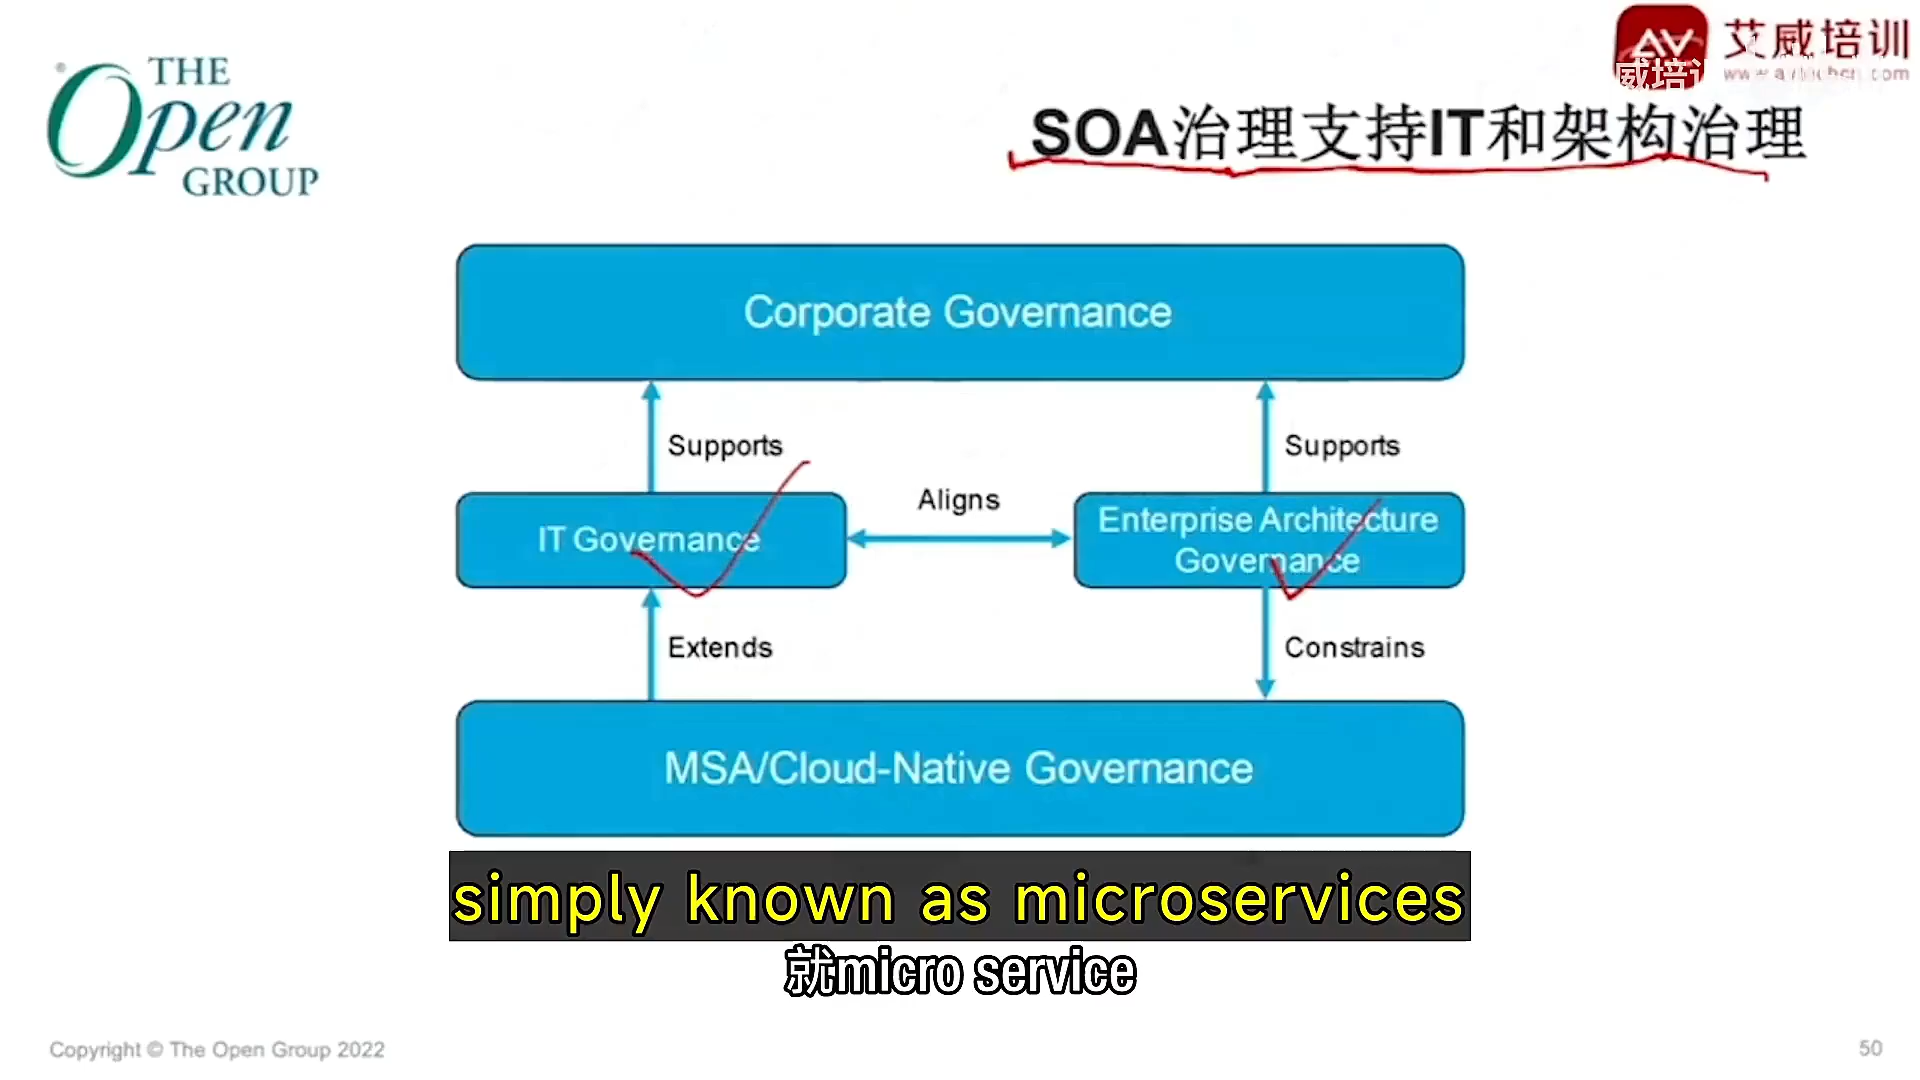 THE
Open
GROUP
艾威培训
SOA治理支持IT和架构治理
Corporate Governance
Supports
Supports
Aligns
IT Governance
Enterprise Architecture
Governance
Extends
Constrains
MSA/Cloud-Native Governance
simply known as microservices
就micro service
Copyright © The Open Group 2022
50